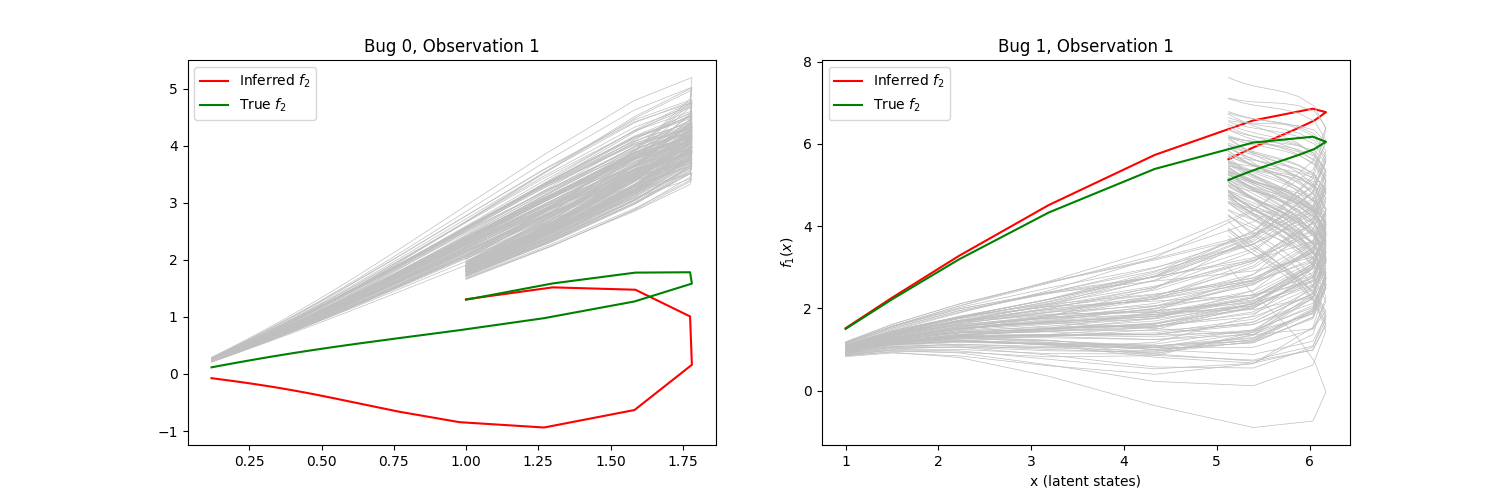 Bug 0, Observation 1
Inferred f₂
True f₂
5
4
3
2
1
0
−1
0.25 0.50 0.75 1.00 1.25 1.50 1.75
Bug 1, Observation 1
Inferred f₂
True f₂
8
6
4
2
0
f₁(x)
1 2 3 4 5 6
x (latent states)